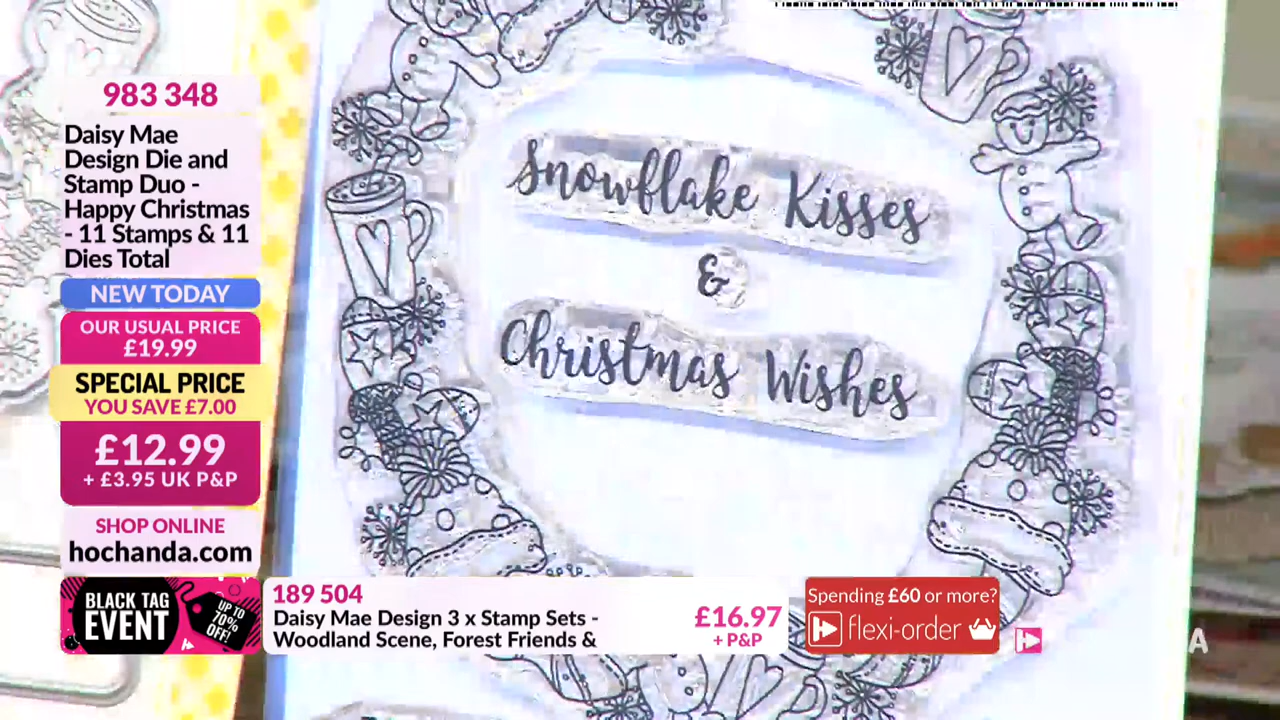 983 348
Daisy Mae
Design Die and
Stamp Duo -
Happy Christmas
- 11 Stamps & 11
Dies Total
NEW TODAY
OUR USUAL PRICE
£19.99
SPECIAL PRICE
YOU SAVE £7.00
£12.99
+ £3.95 UK P&P
SHOP ONLINE
hochanda.com
Snowflake Kisses
&
Christmas Wishes
BLACK TAG
EVENT
UP TO
70%
OFF!
189 504
Daisy Mae Design 3 x Stamp Sets -
Woodland Scene, Forest Friends &
£16.97
+ P&P
Spending £60 or more?
flexi-order
A